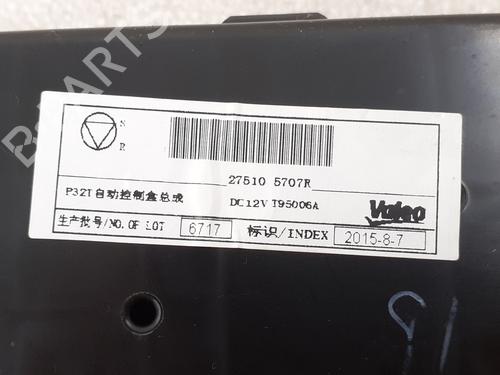 B-PARTS
S
R
27510 5707R
P32T自动控制盒总成 DC12V T95006A
Valeo
生产批号/NO.OF LOT 6717 标识/INDEX 2015-8-7